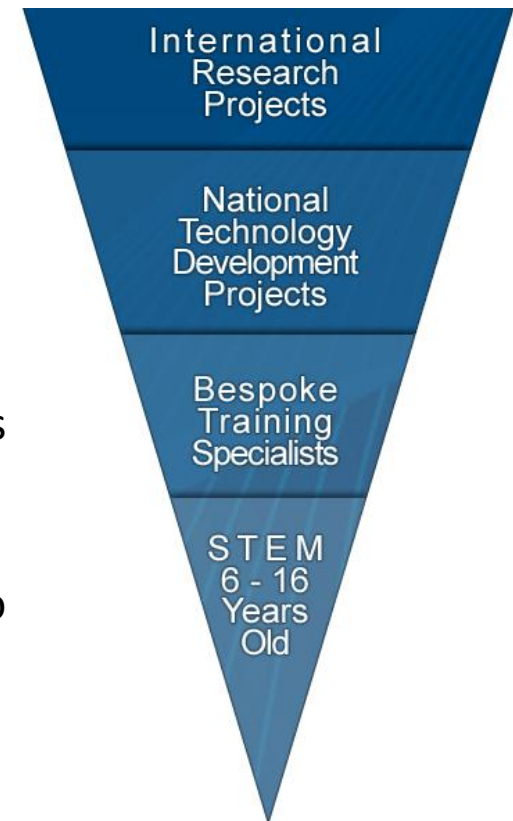 International
Research
Projects
National
Technology
Development
Projects
Bespoke
Training
Specialists
STEM
6 - 16
Years
Old